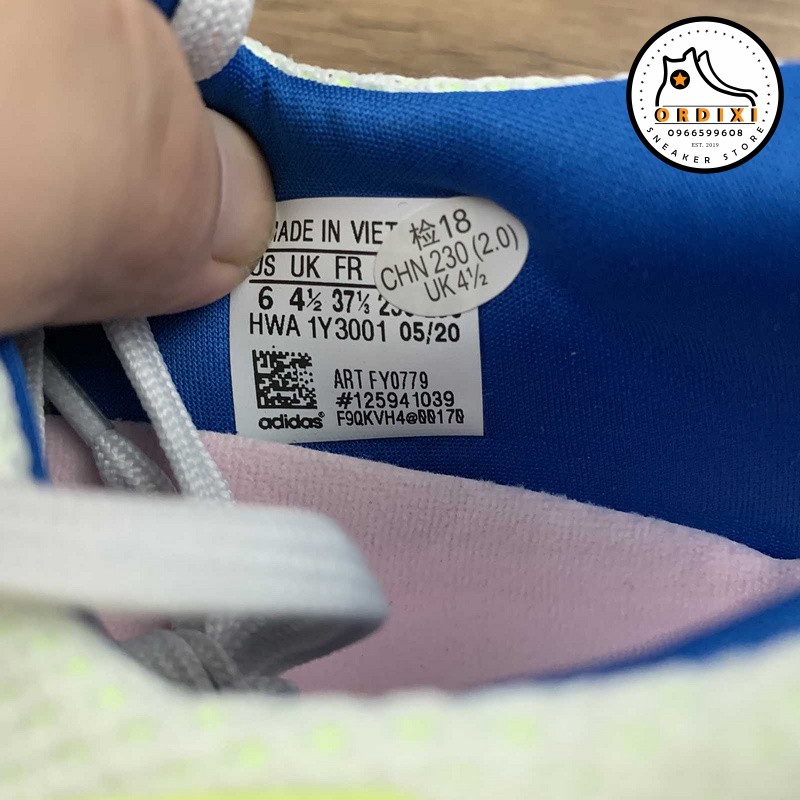 ORDIXI
0966599608
EST. 2019
SNEAKER STORE
MADE IN VIET
检18
CHN 230 (2.0)
UK 4½
US UK FR
6 4½ 37⅓
HWA 1Y3001 05/20
ART FY0779
#125941039
adidas® F9QKVH4@00170